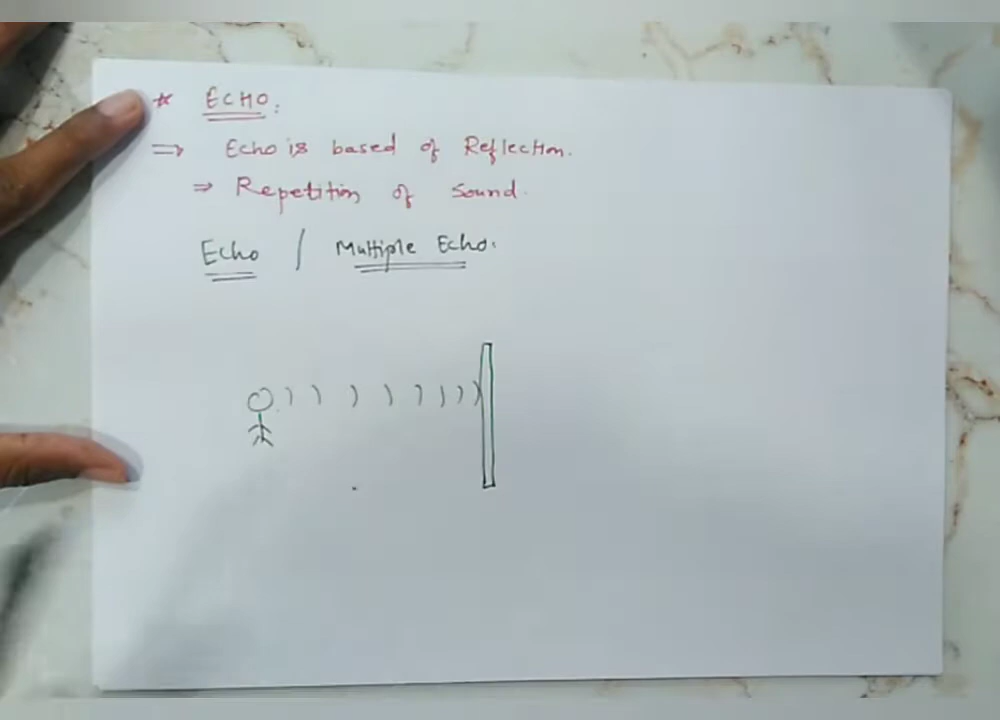 * ECHO:
⇒ Echo is based of Reflection.
⇒ Repetition of Sound.
Echo / Multiple Echo.